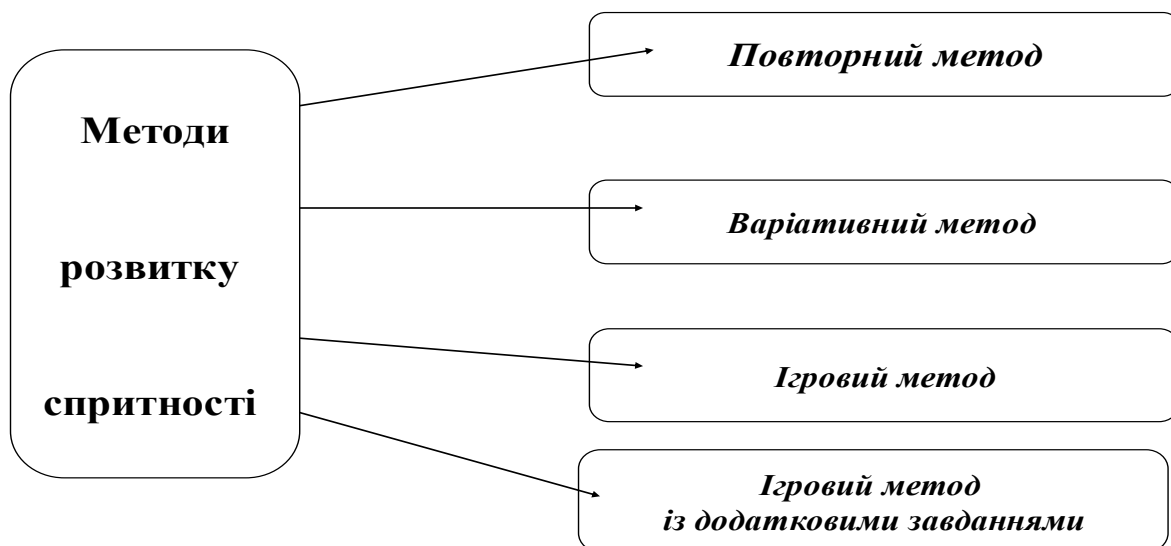 Методи
розвитку
спритності
Повторний метод
Варіативний метод
Ігровий метод
Ігровий метод
із додатковими завданнями